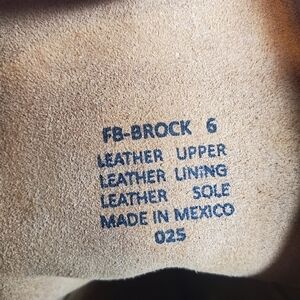 FB-BROCK 6
LEATHER UPPER
LEATHER LINING
LEATHER SOLE
MADE IN MEXICO
025